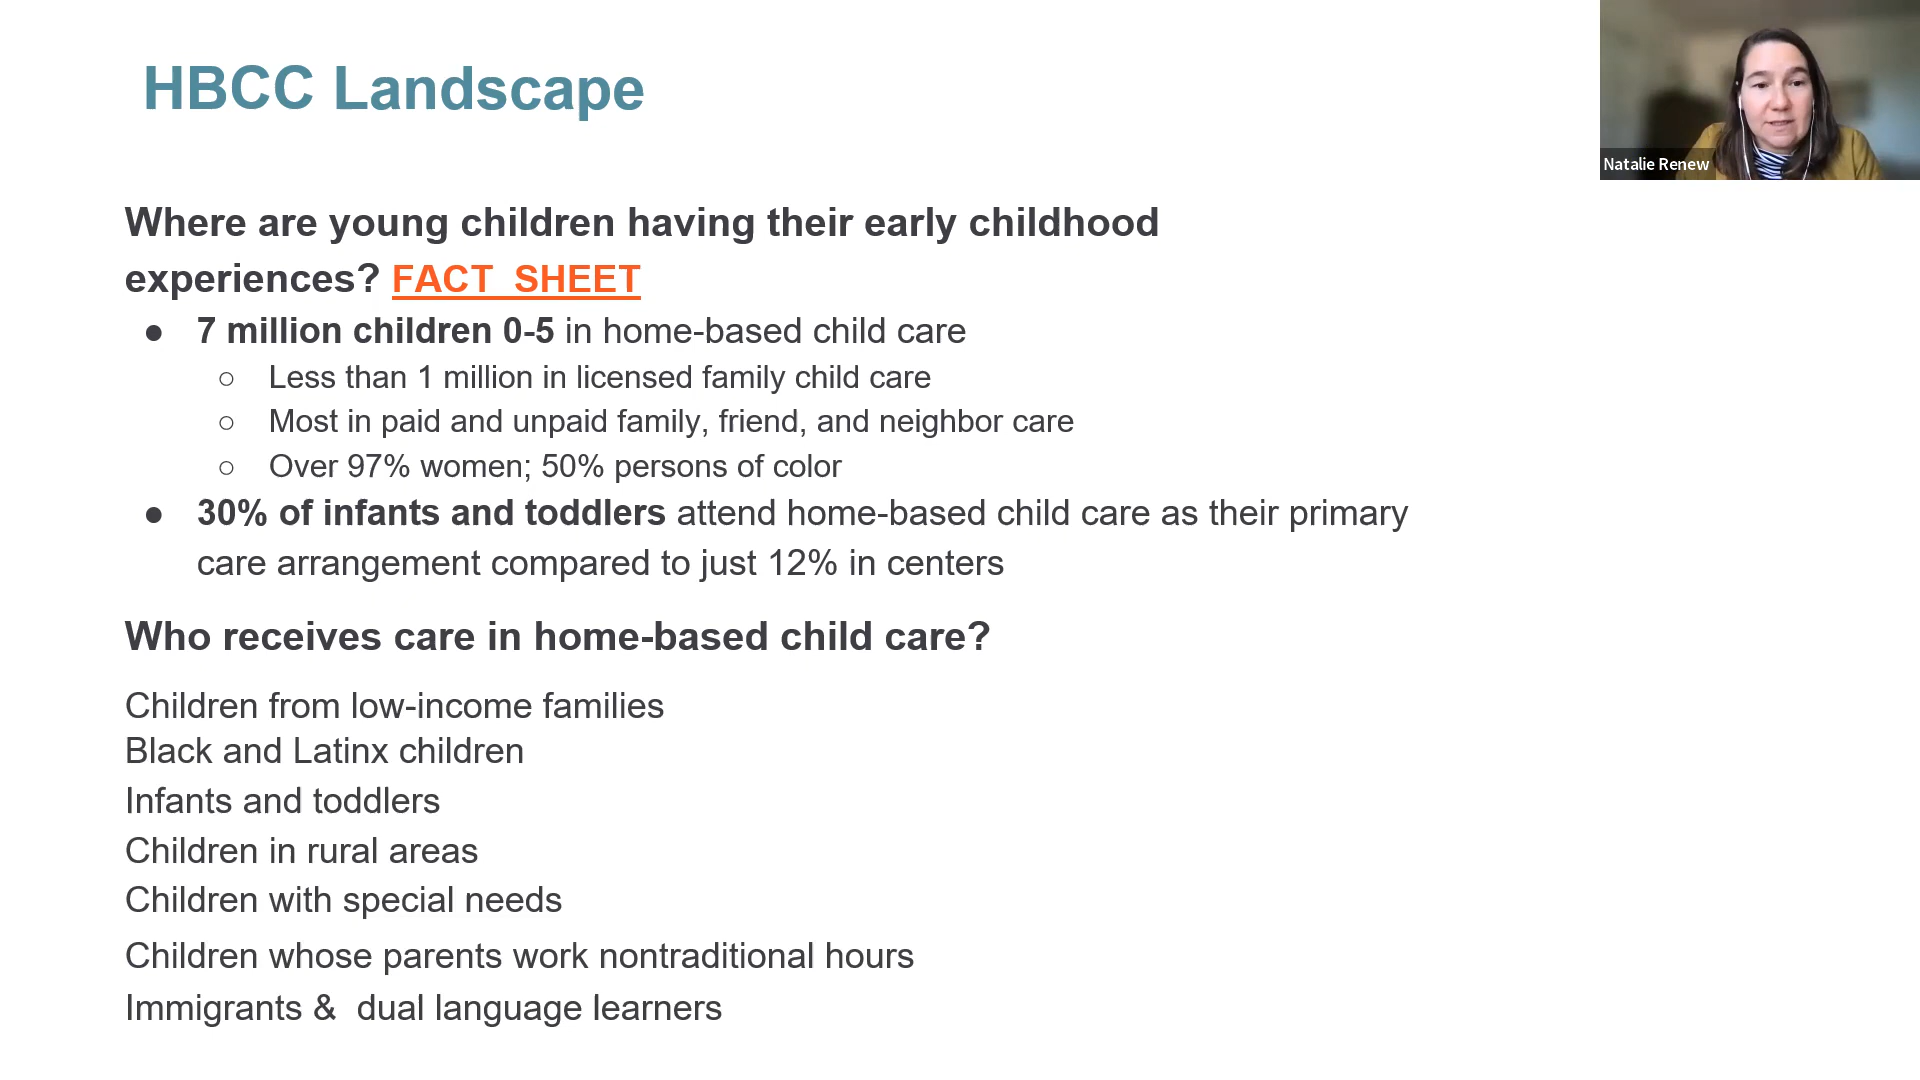 HBCC Landscape
Natalie Renew
Where are young children having their early childhood
experiences? FACT SHEET
● 7 million children 0-5 in home-based child care
○ Less than 1 million in licensed family child care
○ Most in paid and unpaid family, friend, and neighbor care
○ Over 97% women; 50% persons of color
● 30% of infants and toddlers attend home-based child care as their primary
care arrangement compared to just 12% in centers
Who receives care in home-based child care?
Children from low-income families
Black and Latinx children
Infants and toddlers
Children in rural areas
Children with special needs
Children whose parents work nontraditional hours
Immigrants & dual language learners